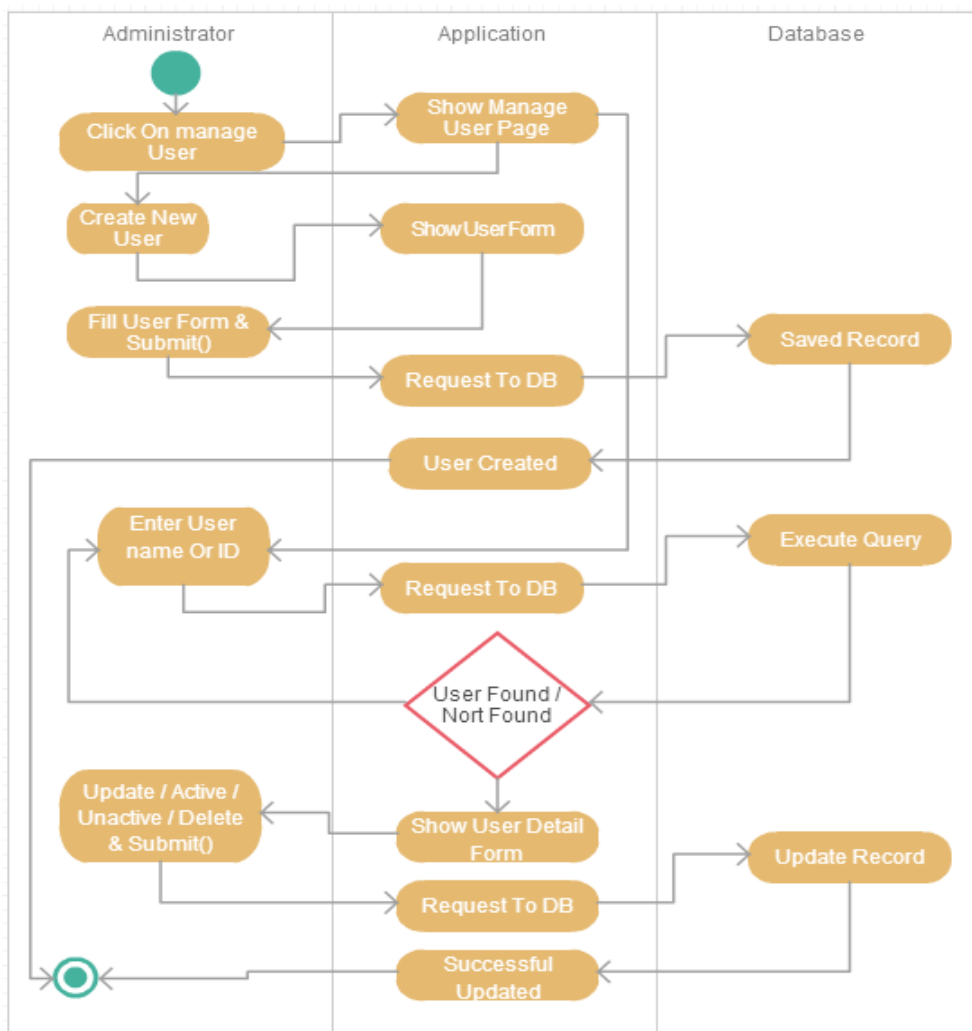 Administrator
Application
Database
Click On manage
User
Show Manage
User Page
Create New
User
ShowUserForm
Fill User Form &
Submit()
Saved Record
Request To DB
User Created
Enter User
name Or ID
Execute Query
Request To DB
User Found /
Nort Found
Update / Active /
Unactive / Delete
& Submit()
Show User Detail
Form
Update Record
Request To DB
Successful
Updated